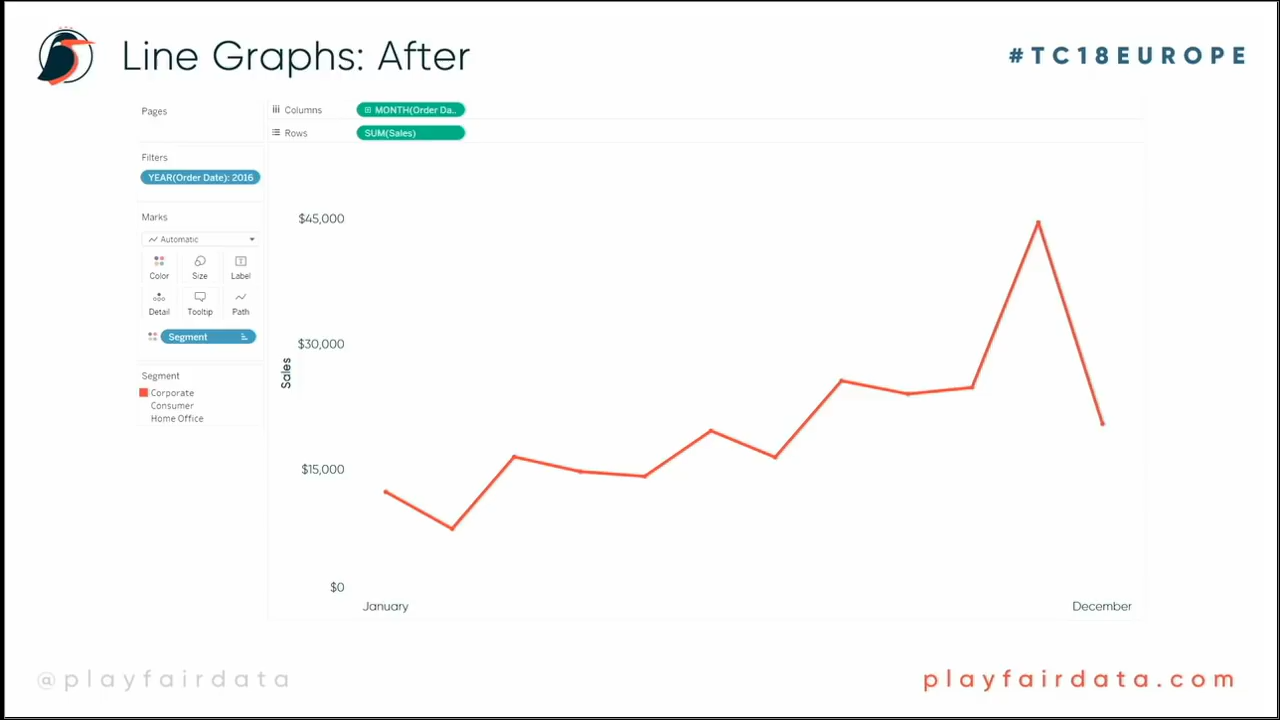 Line Graphs: After
#TC18EUROPE
Pages
Columns
MONTH(Order Da..
Rows
SUM(Sales)
Filters
YEAR(Order Date): 2016
Marks
Automatic
Color
Size
Label
Detail
Tooltip
Path
Segment
Segment
Corporate
Consumer
Home Office
$45,000
$30,000
Sales
$15,000
$0
January
December
@playfairdata
playfairdata.com